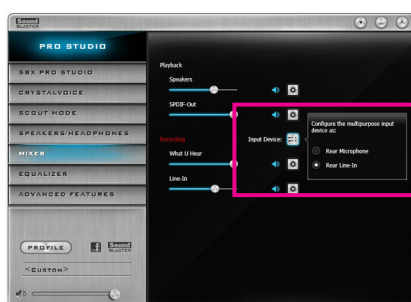 Sound
BLASTER
PRO STUDIO
SBX PRO STUDIO
CRYSTALVOICE
SCOUT MODE
SPEAKERS/HEADPHONES
MIXER
EQUALIZER
ADVANCED FEATURES
PROFILE
f
Sound
BLASTER
<CUSTOM>
Playback
Speakers
SPDIF-Out
Recording
Input Device:
What U Hear
Line-In
Configure the multipurpose input
device as:
Rear Microphone
Rear Line-In